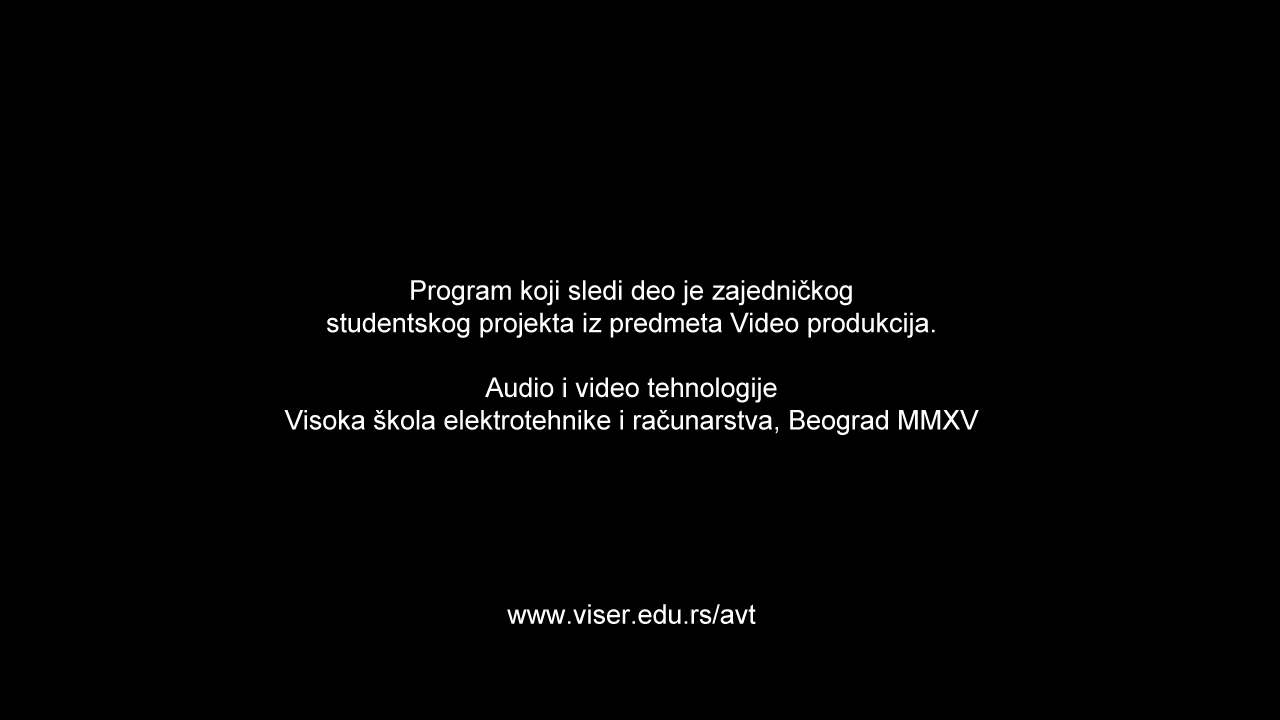 Program koji sledi deo je zajedničkog
studentskog projekta iz predmeta Video produkcija.
Audio i video tehnologije
Visoka škola elektrotehnike i računarstva, Beograd MMXV
www.viser.edu.rs/avt